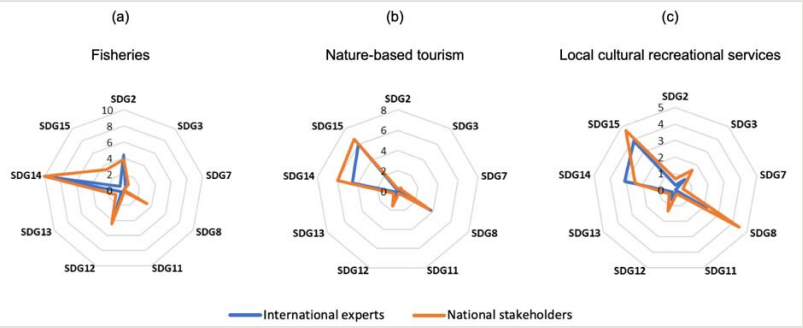 (a) (b) (c)
Fisheries Nature-based tourism Local cultural recreational services
SDG2
10
8
6
4
2
0
SDG3
SDG7
SDG8
SDG11
SDG12
SDG13
SDG14
SDG15
SDG2
8
6
4
2
0
SDG3
SDG7
SDG8
SDG11
SDG12
SDG13
SDG14
SDG15
SDG2
5
4
3
2
1
0
SDG3
SDG7
SDG8
SDG11
SDG12
SDG13
SDG14
SDG15
International experts National stakeholders